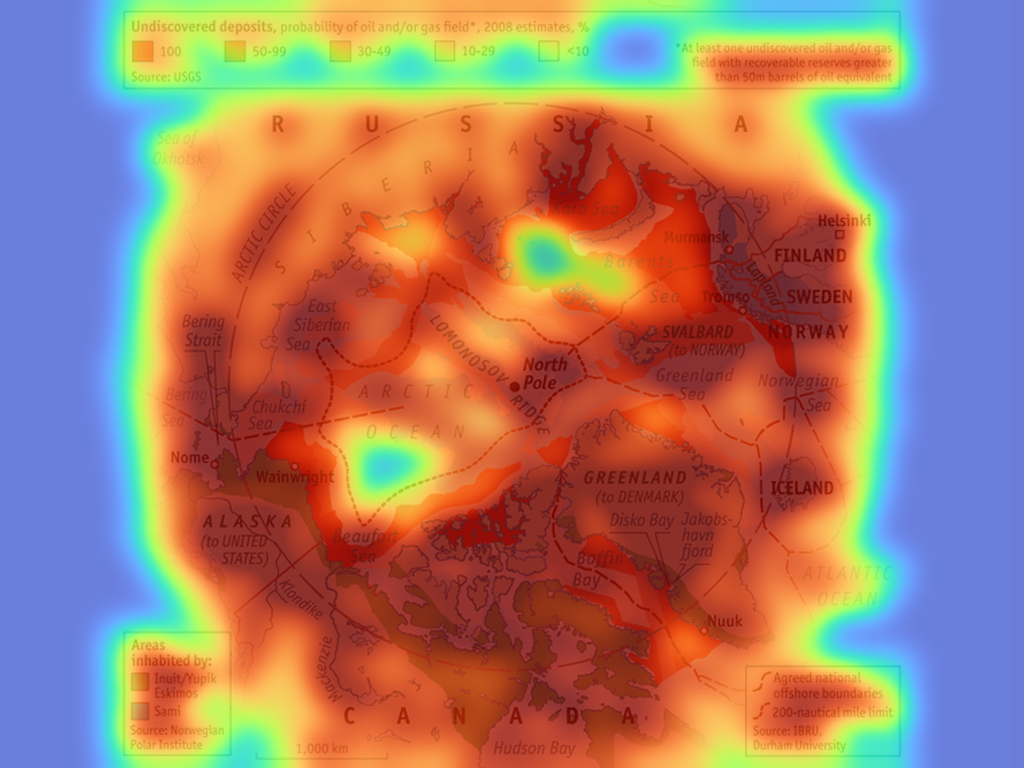 Undiscovered deposits, probability of oil and/or gas field*, 2008 estimates, %
100 50-99 30-49 10-29 <10
Source: USGS
*At least one undiscovered oil and/or gas
field with recoverable reserves greater
than 50m barrels of oil equivalent
R U S S I A
Sea of
Okhotsk
S I B E R I A
ARCTIC CIRCLE
Kara Sea
Helsinki
Murmansk
FINLAND
Barents
Sea
Lapland
Tromso
SWEDEN
NORWAY
East
Siberian
Sea
Bering
Strait
LOMONOSOV RIDGE
SVALBARD
(to NORWAY)
North
Pole
Greenland
Sea
Norwegian
Sea
Bering
Sea
Chukchi
Sea
ARCTIC
OCEAN
Nome
Wainwright
GREENLAND
(to DENMARK)
ICELAND
ALASKA
(to UNITED
STATES)
Beaufort
Sea
Disko Bay
Jakobs-
havn
fjord
Baffin
Bay
ATLANTIC
OCEAN
Klondike
Nuuk
Mackenzie
Areas
inhabited by:
Inuit/Yupik
Eskimos
Sami
Source: Norwegian
Polar Institute
C A N A D A
1,000 km
Hudson Bay
Agreed national
offshore boundaries
200-nautical mile limit
Source: IBRU,
Durham University